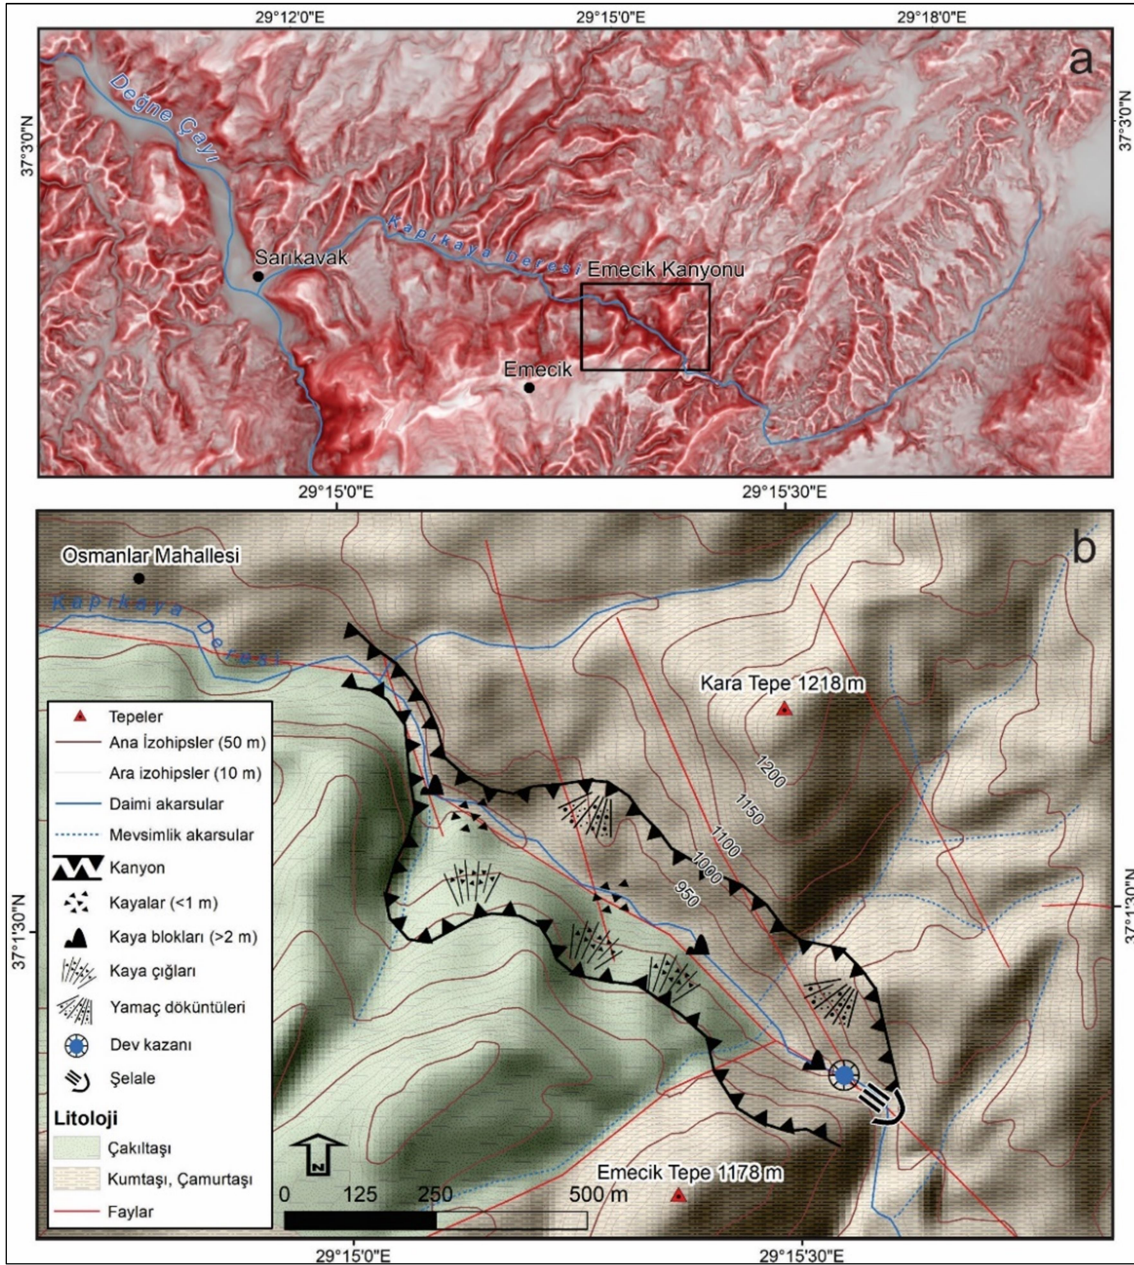 29°12'0"E 29°15'0"E 29°18'0"E
a
37°3'0"N
37°3'0"N
Değne Çayı
Kapıkaya Deresi
Sarıkavak
Emecik Kanyonu
Emecik
29°15'0"E 29°15'30"E
b
Osmanlar Mahallesi
Kapıkaya Deresi
Kara Tepe 1218 m
1200
1150
1100
1000
950
37°1'30"N
37°1'30"N
Tepeler
Ana İzohipsler (50 m)
Ara izohipsler (10 m)
Daimi akarsular
Mevsimlik akarsular
Kanyon
Kayalar (<1 m)
Kaya blokları (>2 m)
Kaya çığları
Yamaç döküntüleri
Dev kazanı
Şelale
Litoloji
Çakıltaşı
Kumtaşı, Çamurtaşı
Faylar
N
0 125 250 500 m
Emecik Tepe 1178 m
29°15'0"E 29°15'30"E